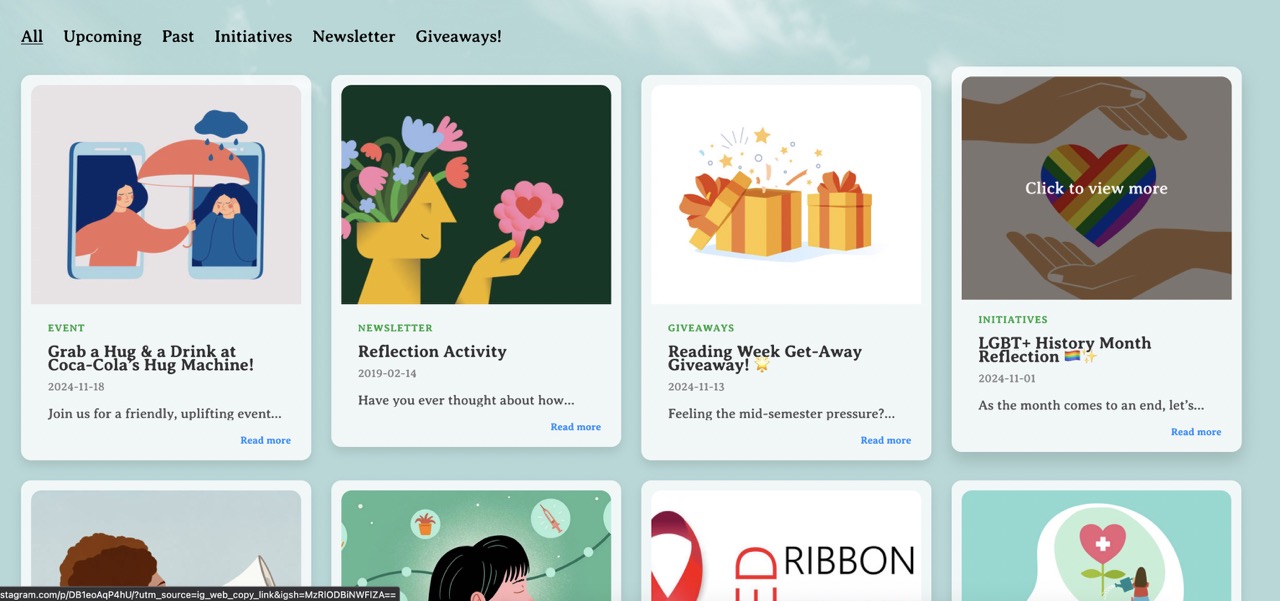 All Upcoming Past Initiatives Newsletter Giveaways!
Click to view more
EVENT
Grab a Hug & a Drink at
Coca-Cola's Hug Machine!
2024-11-18
Join us for a friendly, uplifting event...
Read more
NEWSLETTER
Reflection Activity
2019-02-14
Have you ever thought about how...
Read more
GIVEAWAYS
Reading Week Get-Away
Giveaway! 🌟
2024-11-13
Feeling the mid-semester pressure?...
Read more
INITIATIVES
LGBT+ History Month
Reflection 🏳️‍🌈✨
2024-11-01
As the month comes to an end, let's...
Read more
RIBBON
stagram.com/p/DB1eoAqP4hU/?utm_source=ig_web_copy_link&igsh=MzRlODBiNWFlZA==